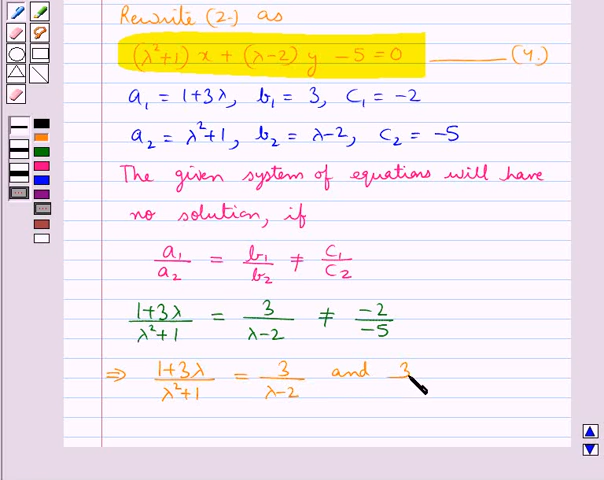 Rewrite (2.) as
(λ²+1) x + (λ-2) y - 5 = 0 ———— (4.)
a₁ = 1+3λ, b₁ = 3, c₁ = -2
a₂ = λ²+1, b₂ = λ-2, c₂ = -5
The given system of equations will have
no solution, if
a₁/a₂ = b₁/b₂ ≠ c₁/c₂
1+3λ/λ²+1 = 3/λ-2 ≠ -2/-5
⇒ 1+3λ/λ²+1 = 3/λ-2 and 3